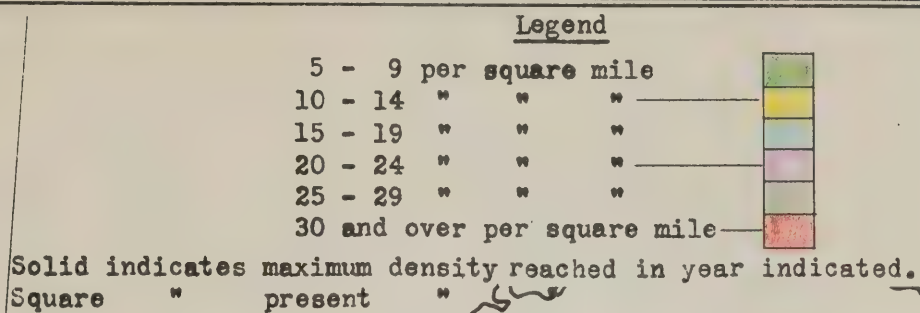 Legend
5 - 9 per square mile
10 - 14 " " "
15 - 19 " " "
20 - 24 " " "
25 - 29 " " "
30 and over per square mile
Solid indicates maximum density reached in year indicated.
Square " present "